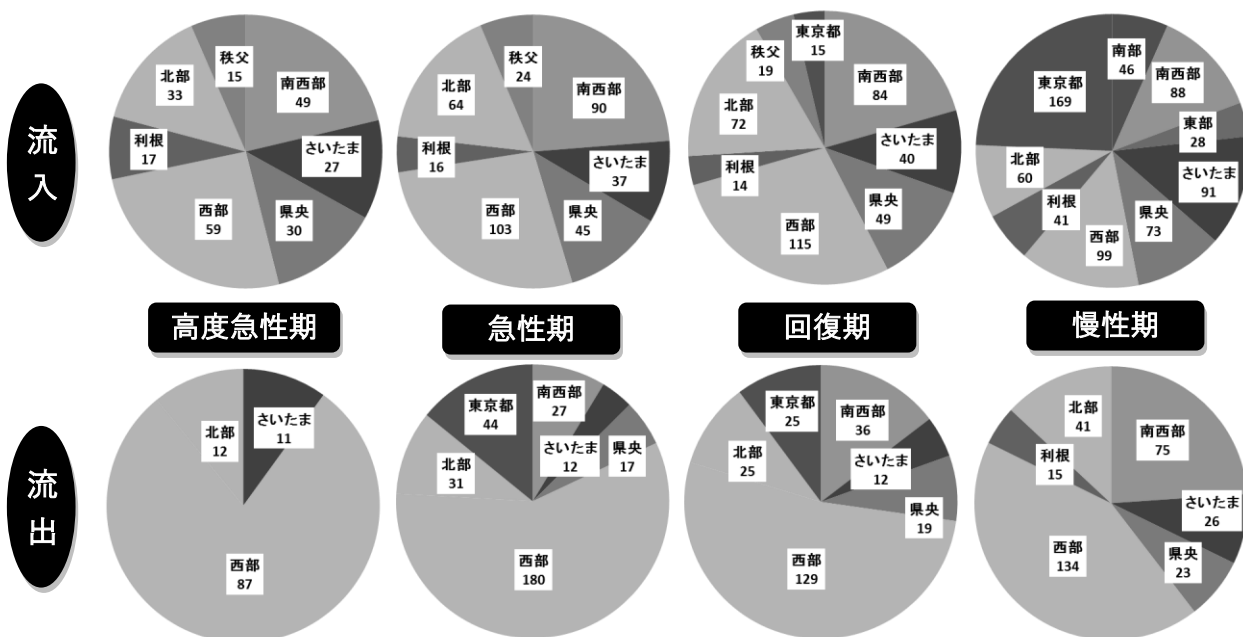 流入
南西部
49
さいたま
27
県央
30
西部
59
利根
17
北部
33
秩父
15
南西部
90
さいたま
37
県央
45
西部
103
利根
16
北部
64
秩父
24
東京都
15
南西部
84
さいたま
40
県央
49
西部
115
利根
14
北部
72
秩父
19
南部
46
南西部
88
東部
28
さいたま
91
県央
73
西部
99
利根
41
北部
60
東京都
169
高度急性期
急性期
回復期
慢性期
流出
さいたま
11
西部
87
北部
12
南西部
27
さいたま
12
県央
17
西部
180
北部
31
東京都
44
南西部
36
さいたま
12
県央
19
西部
129
北部
25
東京都
25
南西部
75
さいたま
26
県央
23
西部
134
利根
15
北部
41